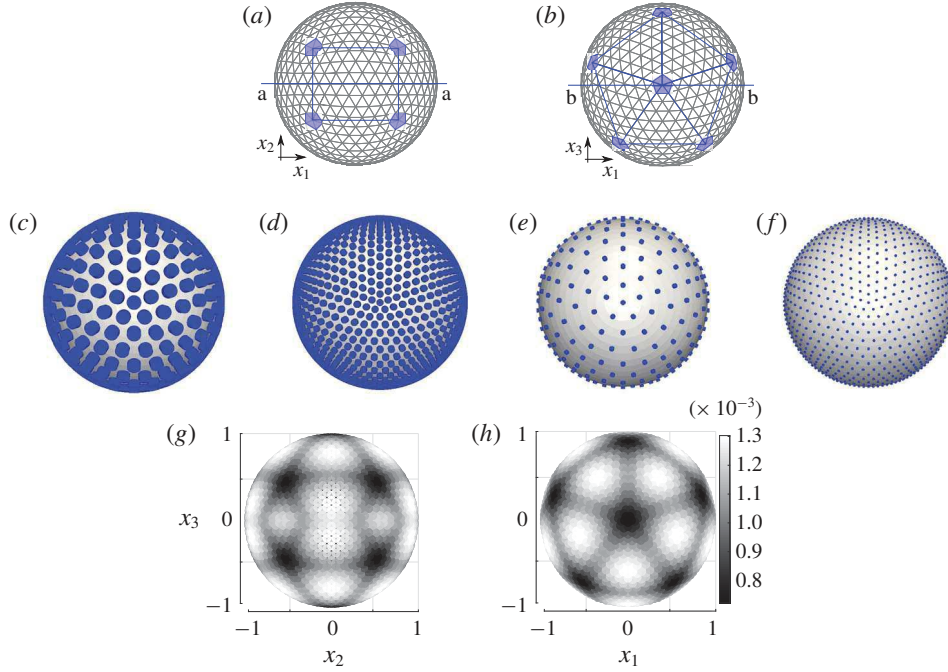 (a)
(b)
a
a
b
b
x2
x1
x3
x1
(c)
(d)
(e)
(f)
(× 10−3)
(g)
(h)
1
0
−1
x3
−1
0
1
x2
1
0
−1
−1
0
1
x1
1.3
1.2
1.1
1.0
0.9
0.8